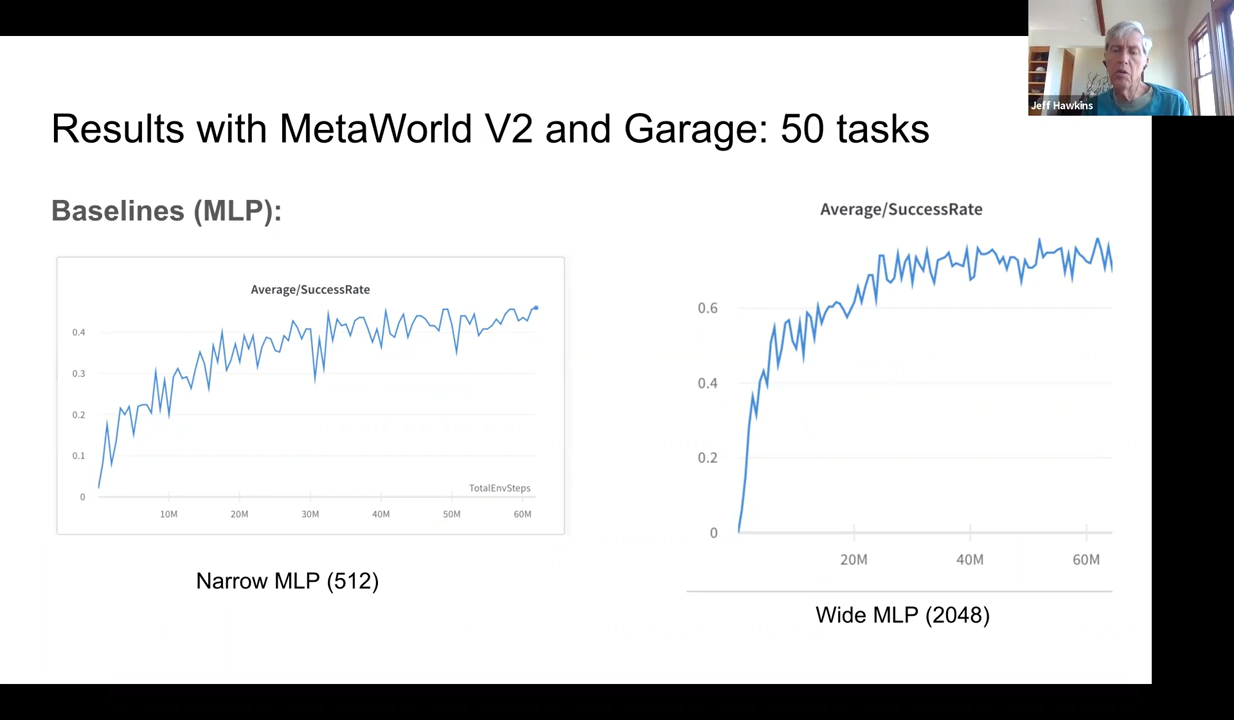 Jeff Hawkins
Results with MetaWorld V2 and Garage: 50 tasks
Baselines (MLP):
Average/SuccessRate
0.4
0.3
0.2
0.1
0
TotalEnvSteps
10M 20M 30M 40M 50M 60M
Narrow MLP (512)
Average/SuccessRate
0.6
0.4
0.2
0
20M 40M 60M
Wide MLP (2048)